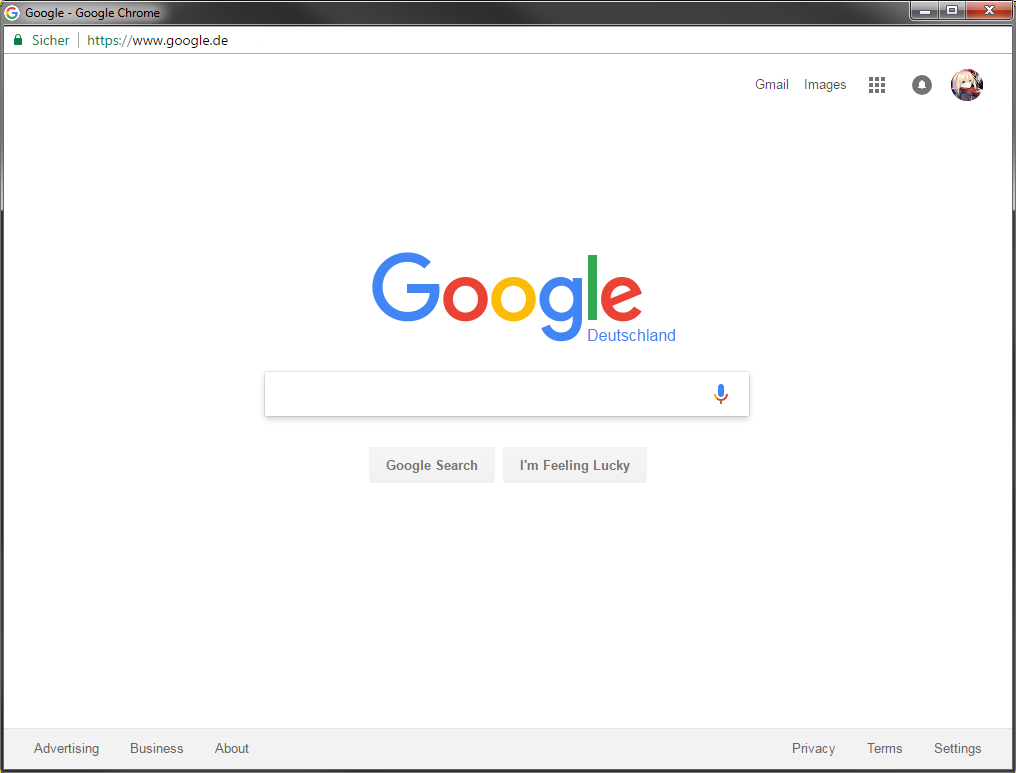 Google - Google Chrome
Sicher https://www.google.de
Gmail Images
Google
Deutschland
Google Search I'm Feeling Lucky
Advertising Business About Privacy Terms Settings